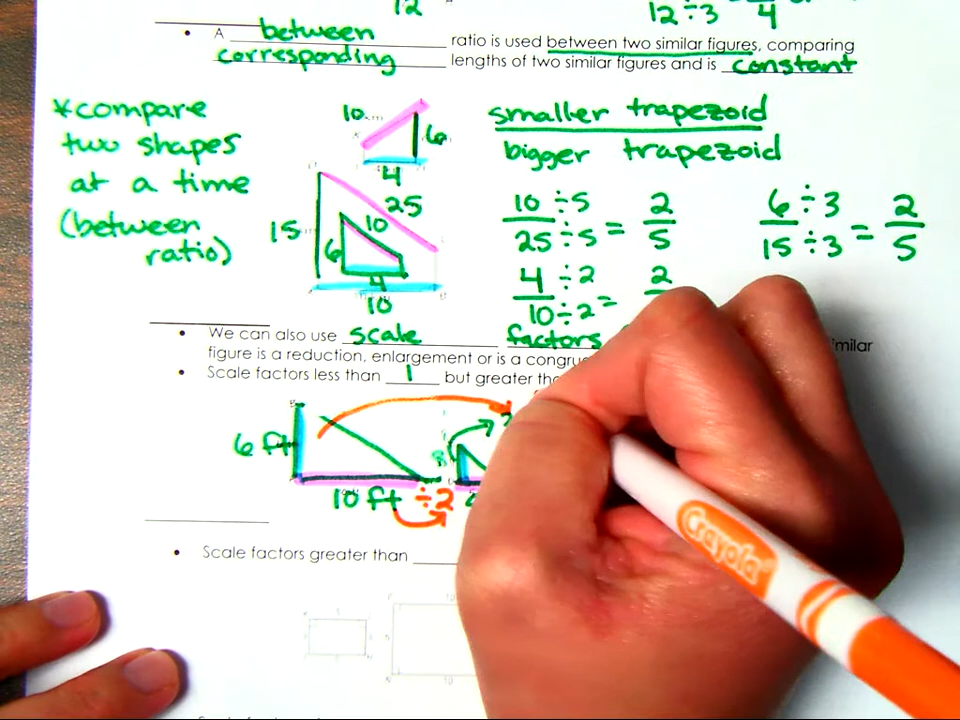 12
12 ÷ 3 4
• A between ratio is used between two similar figures, comparing
corresponding lengths of two similar figures and is constant
*compare
two shapes
at a time
(between
ratio)
10
6
4
25
15
10
6
4
10
smaller trapezoid
bigger trapezoid
10 ÷5 2
25 ÷5 = 5
6 ÷3 2
15 ÷3 = 5
4 ÷2 2
10 ÷2 =
• We can also use scale factors
similar
figure is a reduction, enlargement or is a
• Scale factors less than 1 but greater
6 ft
10 ft ÷2
• Scale factors greater than
Crayola